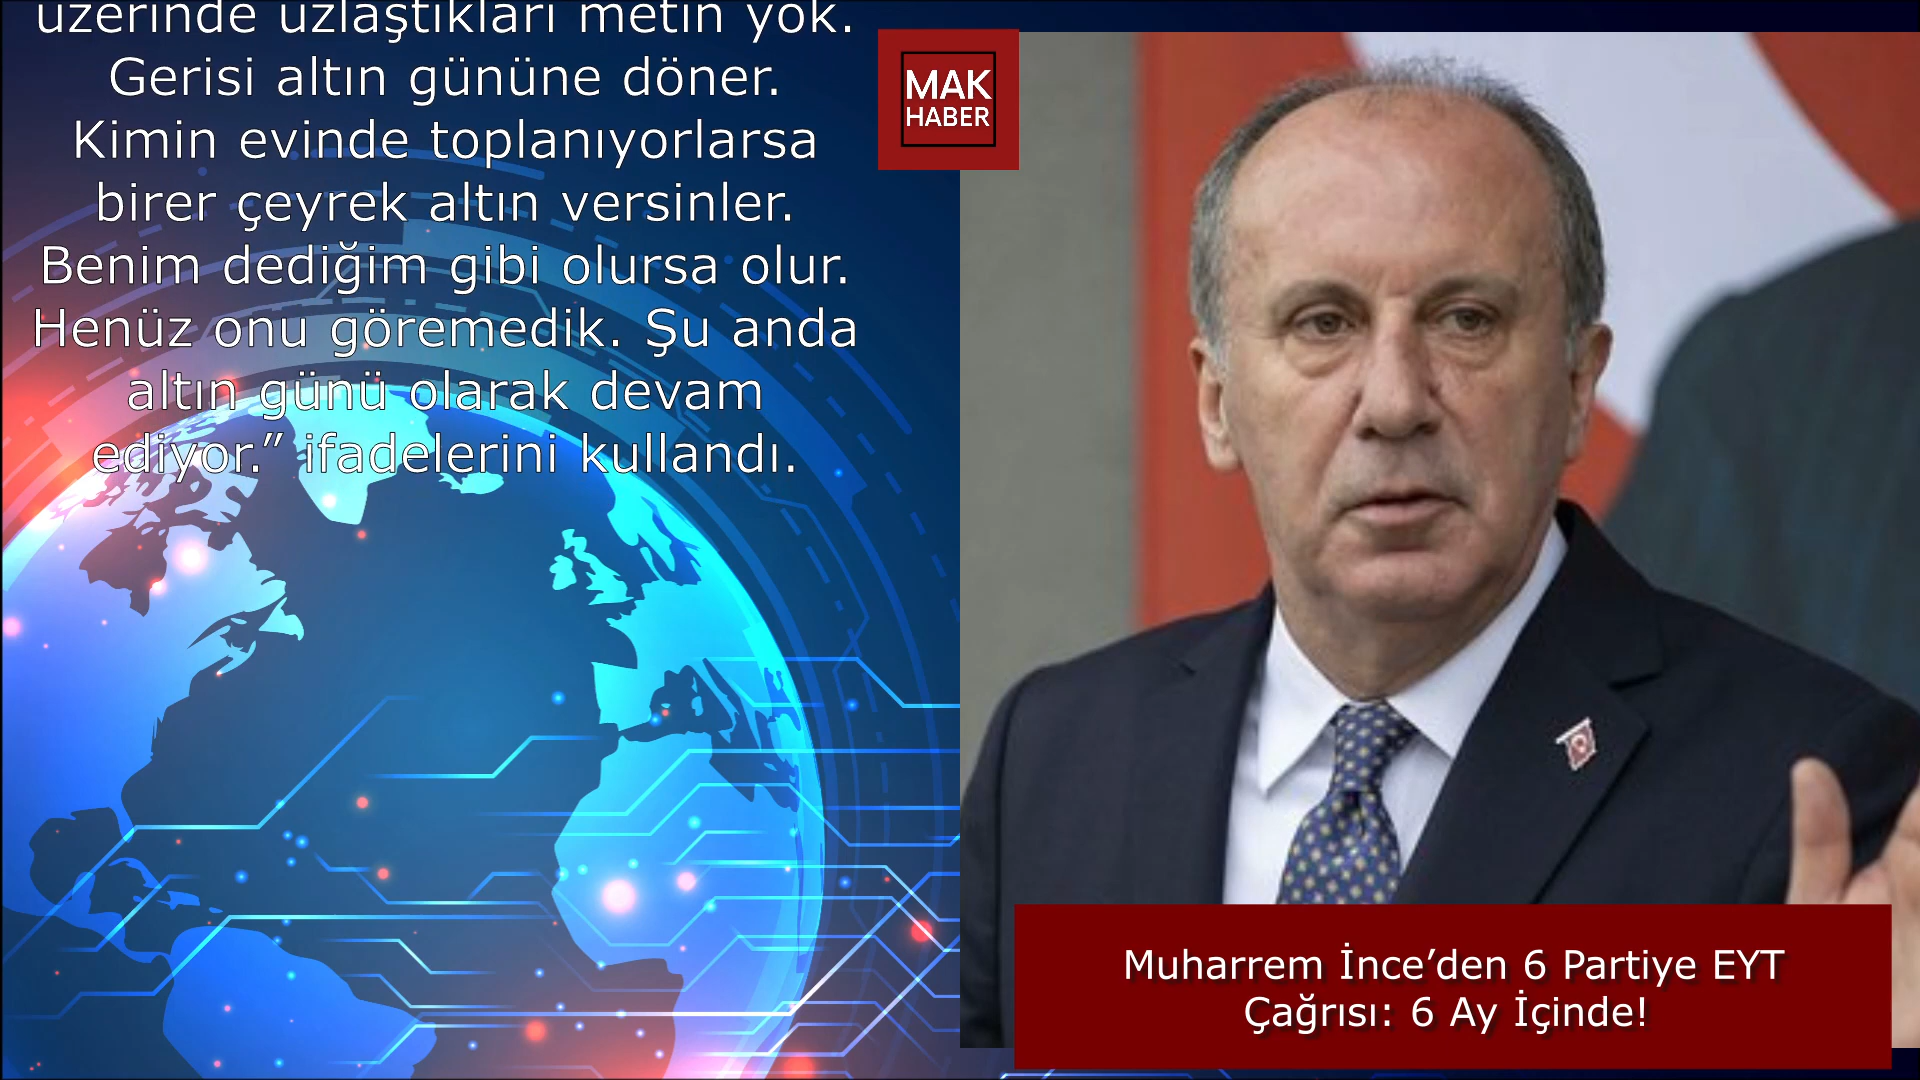 üzerinde uzlaştıkları metin yok.
Gerisi altın gününe döner.
Kimin evinde toplanıyorlarsa
birer çeyrek altın versinler.
Benim dediğim gibi olursa olur.
Henüz onu göremedik. Şu anda
altın günü olarak devam
ediyor.” ifadelerini kullandı.
MAK
HABER
Muharrem İnce’den 6 Partiye EYT
Çağrısı: 6 Ay İçinde!